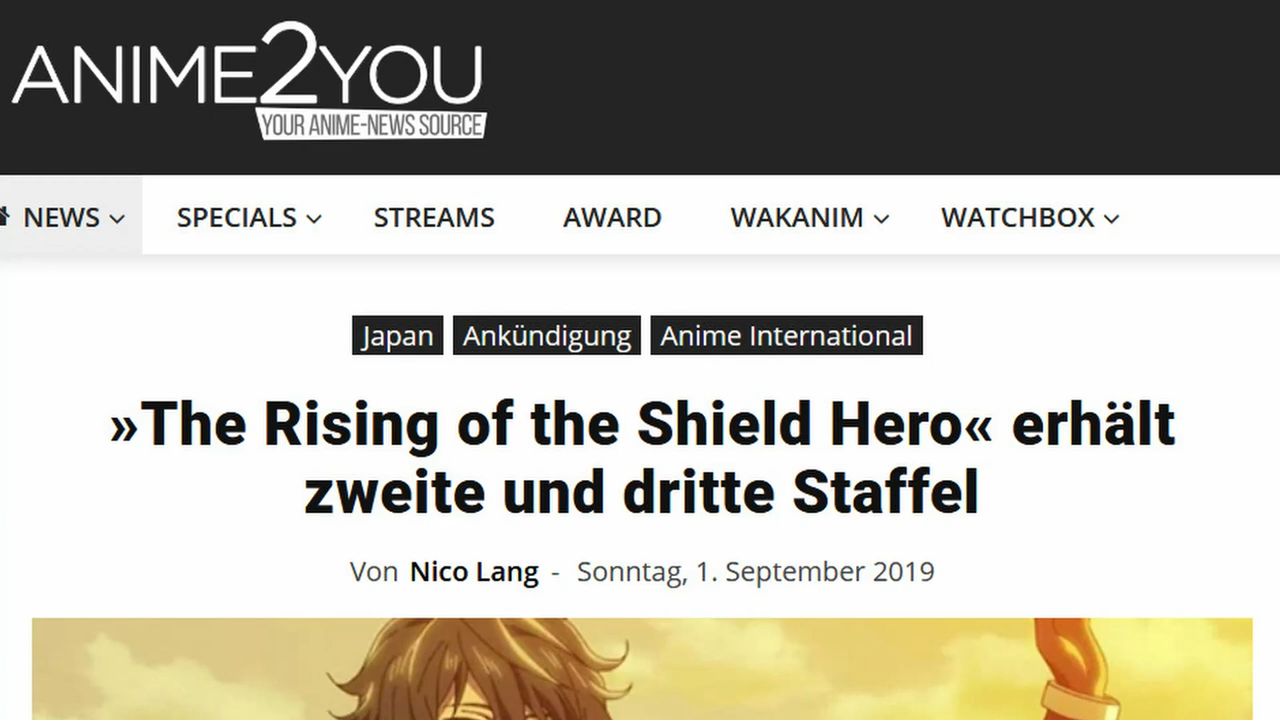 ANIME2YOU
YOUR ANIME-NEWS SOURCE
NEWS SPECIALS STREAMS AWARD WAKANIM WATCHBOX
Japan Ankündigung Anime International
»The Rising of the Shield Hero« erhält
zweite und dritte Staffel
Von Nico Lang - Sonntag, 1. September 2019